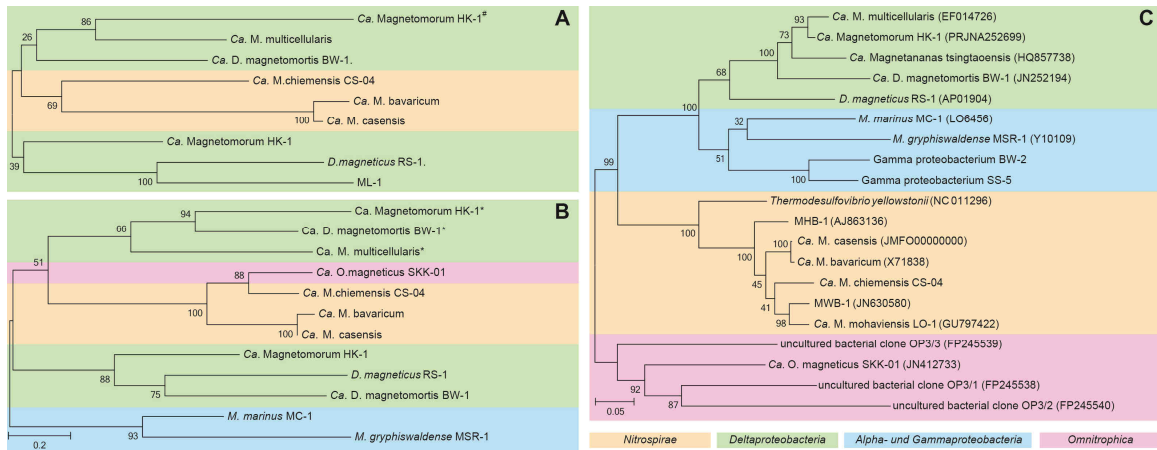 A
Ca. Magnetomorum HK-1#
86
26
Ca. M. multicellularis
Ca. D. magnetomortis BW-1.
Ca. M.chiemensis CS-04
69
Ca. M. bavaricum
100
Ca. M. casensis
Ca. Magnetomorum HK-1
39
D.magneticus RS-1.
100
ML-1
B
Ca. Magnetomorum HK-1*
94
Ca. D. magnetomortis BW-1*
66
Ca. M. multicellularis*
51
Ca. O.magneticus SKK-01
88
Ca. M.chiemensis CS-04
100
Ca. M. bavaricum
100
Ca. M. casensis
Ca. Magnetomorum HK-1
88
D. magneticus RS-1
75
Ca. D. magnetomortis BW-1
M. marinus MC-1
93
M. gryphiswaldense MSR-1
0.2
C
Ca. M. multicellularis (EF014726)
93
Ca. Magnetomorum HK-1 (PRJNA252699)
73
Ca. Magnetananas tsingtaoensis (HQ857738)
100
Ca. D. magnetomortis BW-1 (JN252194)
68
D. magneticus RS-1 (AP01904)
100
M. marinus MC-1 (LO6456)
32
M. gryphiswaldense MSR-1 (Y10109)
51
Gamma proteobacterium BW-2
100
Gamma proteobacterium SS-5
99
Thermodesulfovibrio yellowstonii (NC 011296)
100
MHB-1 (AJ863136)
100
Ca. M. casensis (JMFO00000000)
100
Ca. M. bavaricum (X71838)
45
Ca. M. chiemensis CS-04
41
MWB-1 (JN630580)
98
Ca. M. mohaviensis LO-1 (GU797422)
uncultured bacterial clone OP3/3 (FP245539)
Ca. O. magneticus SKK-01 (JN412733)
92
uncultured bacterial clone OP3/1 (FP245538)
87
uncultured bacterial clone OP3/2 (FP245540)
0.05
Nitrospirae
Deltaproteobacteria
Alpha- und Gammaproteobacteria
Omnitrophica